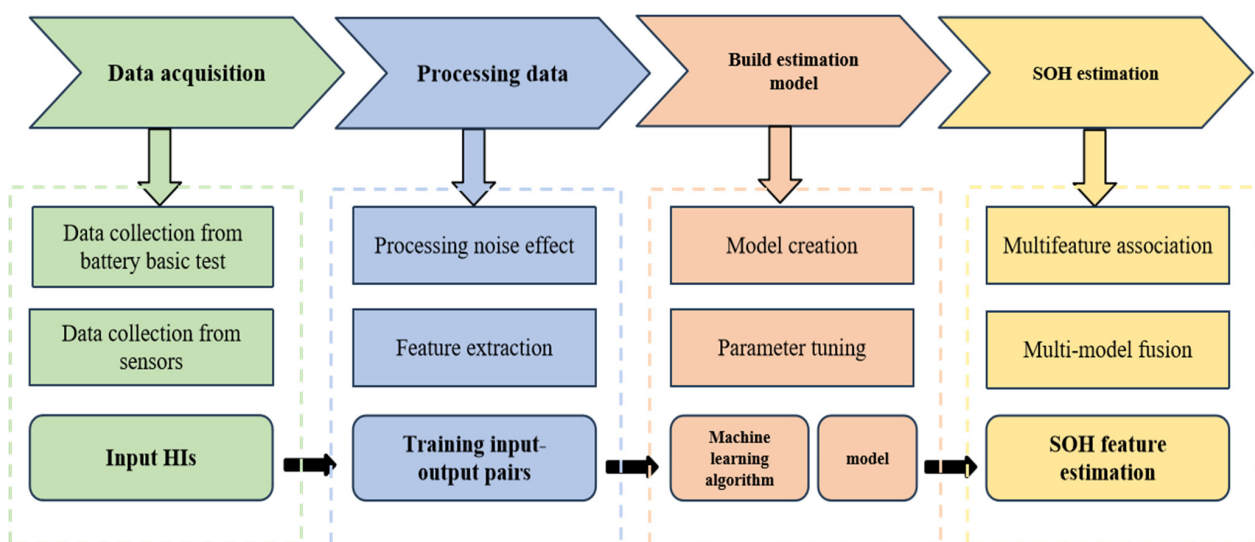 Data acquisition
Processing data
Build estimation
model
SOH estimation
Data collection from
battery basic test
Data collection from
sensors
Input HIs
Processing noise effect
Feature extraction
Training input-
output pairs
Model creation
Parameter tuning
Machine
learning
algorithm
model
Multifeature association
Multi-model fusion
SOH feature
estimation